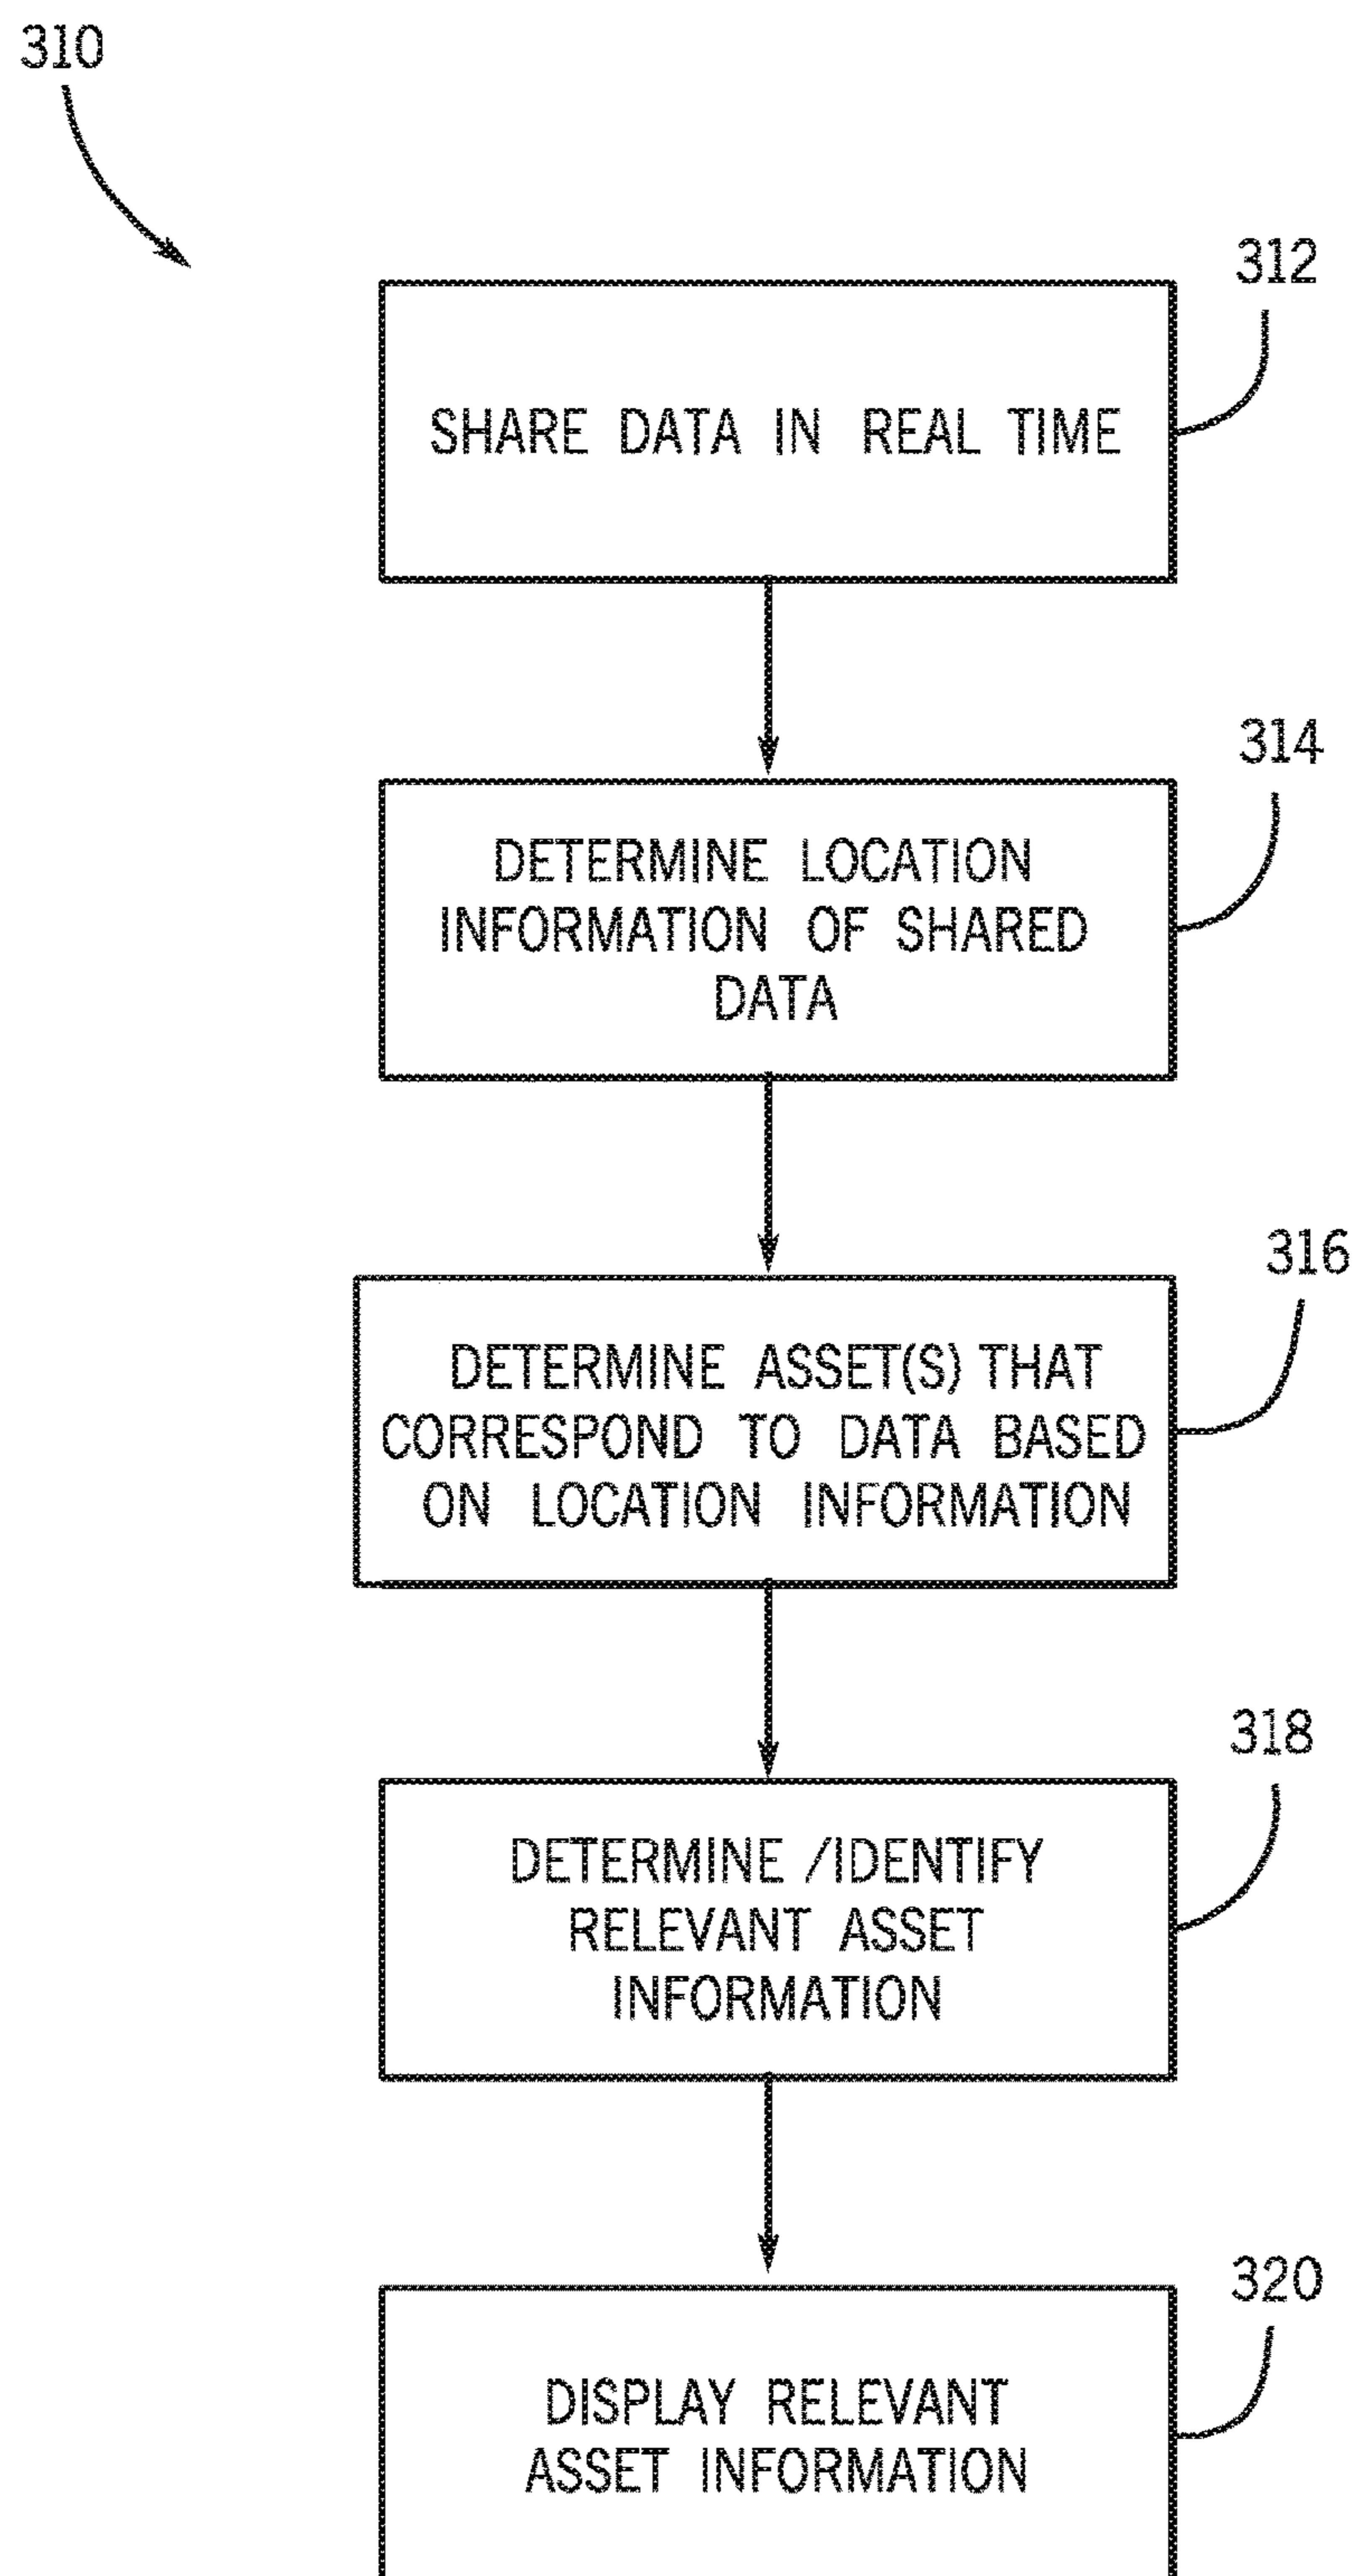 310
312
SHARE DATA IN REAL TIME
314
DETERMINE LOCATION
INFORMATION OF SHARED
DATA
316
DETERMINE ASSET(S) THAT
CORRESPOND TO DATA BASED
ON LOCATION INFORMATION
318
DETERMINE /IDENTIFY
RELEVANT ASSET
INFORMATION
320
DISPLAY RELEVANT
ASSET INFORMATION